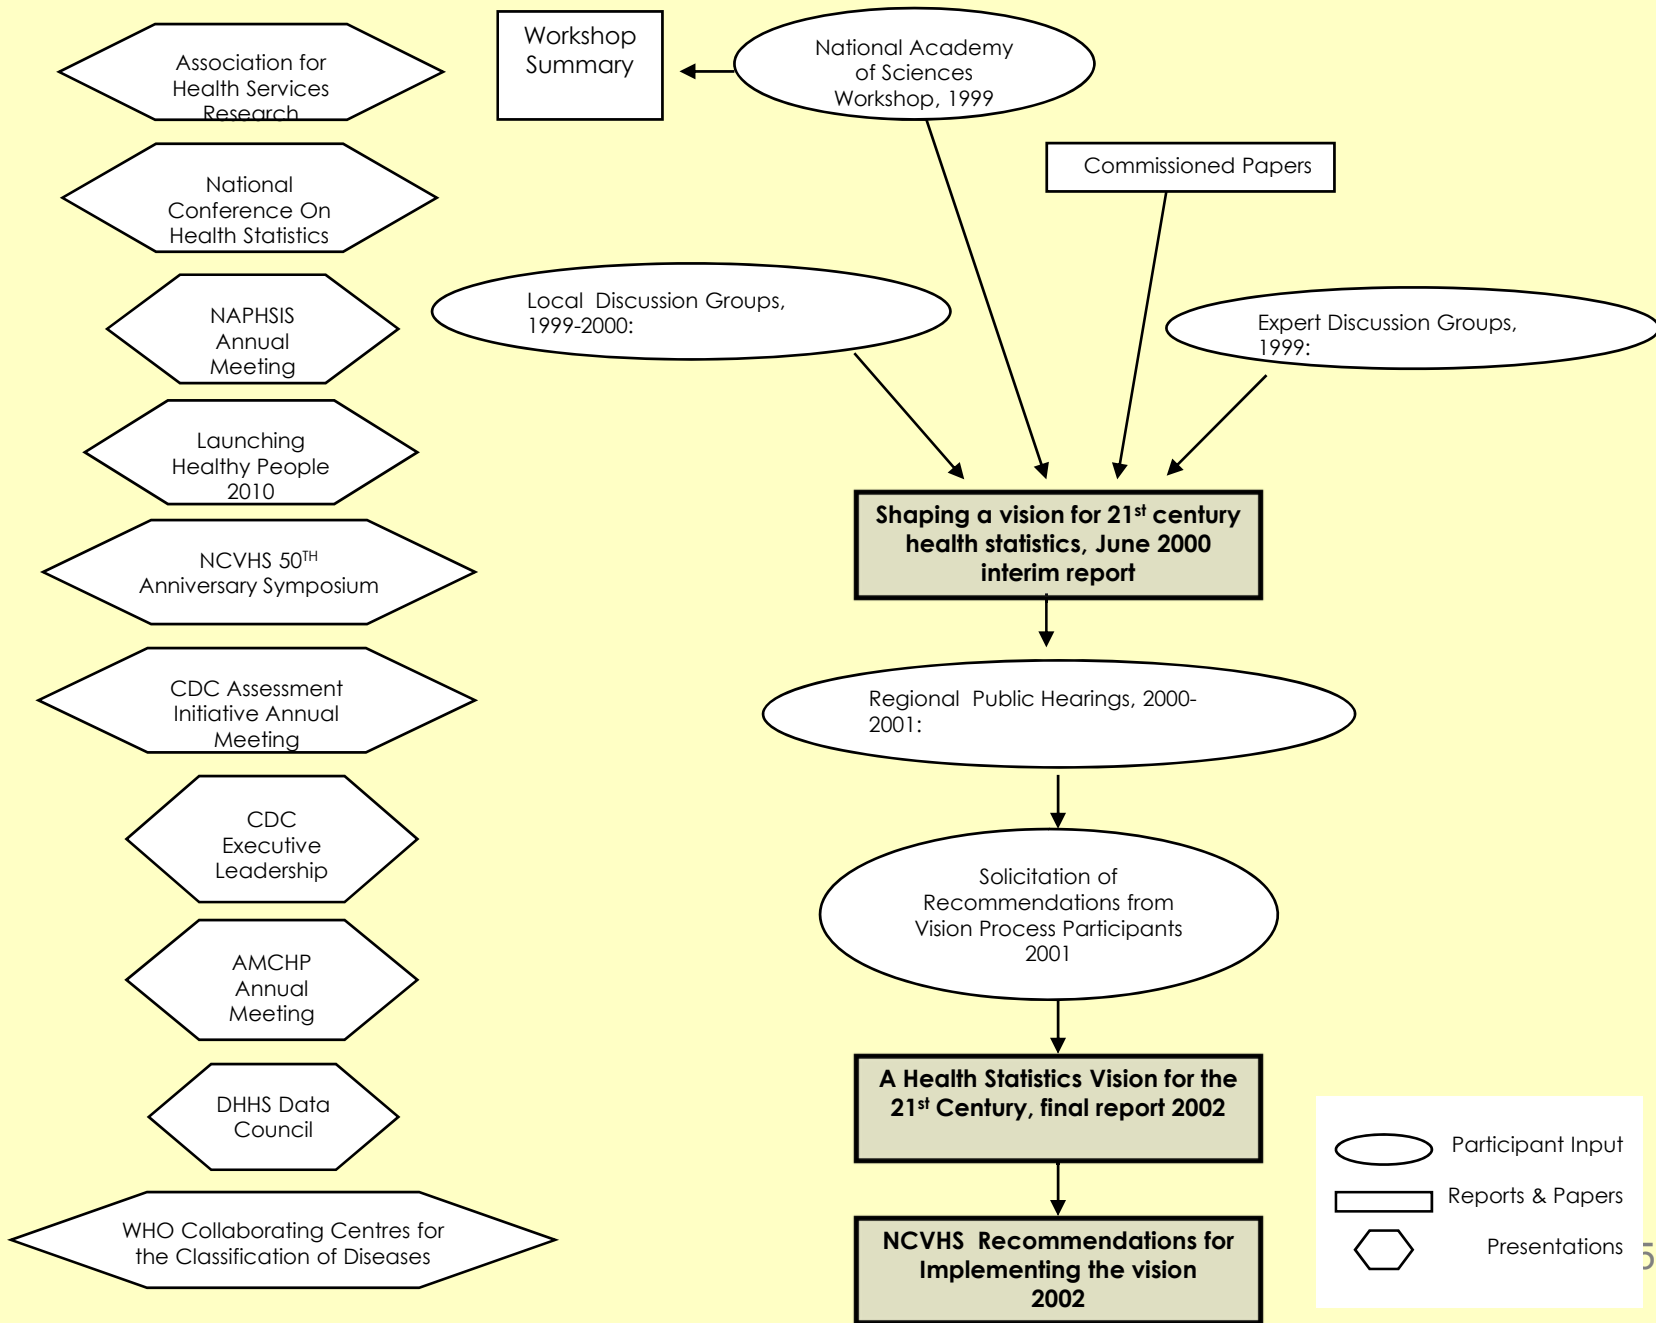 Association for
Health Services
Research
National
Conference On
Health Statistics
NAPHSIS
Annual
Meeting
Launching
Healthy People
2010
NCVHS 50TH
Anniversary Symposium
CDC Assessment
Initiative Annual
Meeting
CDC
Executive
Leadership
AMCHP
Annual
Meeting
DHHS Data
Council
WHO Collaborating Centres for
the Classification of Diseases
Workshop
Summary
National Academy
of Sciences
Workshop, 1999
Commissioned Papers
Local Discussion Groups,
1999-2000:
Expert Discussion Groups,
1999:
Shaping a vision for 21st century
health statistics, June 2000
interim report
Regional Public Hearings, 2000-
2001:
Solicitation of
Recommendations from
Vision Process Participants
2001
A Health Statistics Vision for the
21st Century, final report 2002
NCVHS Recommendations for
Implementing the vision
2002
Participant Input
Reports & Papers
Presentations
5